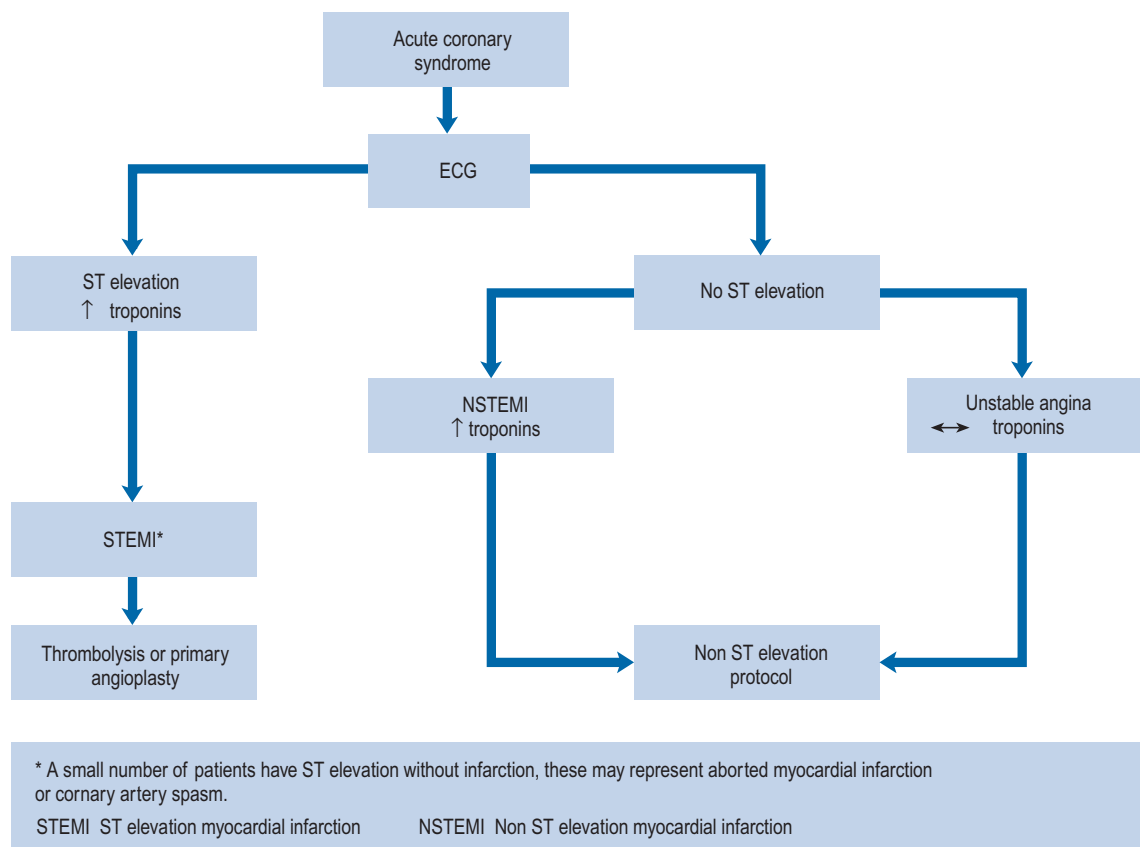 Acute coronary
syndrome
ECG
ST elevation
↑ troponins
No ST elevation
NSTEMI
↑ troponins
Unstable angina
↔ troponins
STEMI*
Thrombolysis or primary
angioplasty
Non ST elevation
protocol
* A small number of patients have ST elevation without infarction, these may represent aborted myocardial infarction
or cornary artery spasm.
STEMI ST elevation myocardial infarction NSTEMI Non ST elevation myocardial infarction